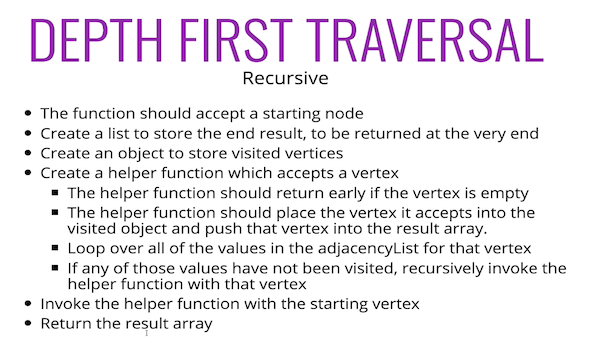 DEPTH FIRST TRAVERSAL
Recursive
• The function should accept a starting node
• Create a list to store the end result, to be returned at the very end
• Create an object to store visited vertices
• Create a helper function which accepts a vertex
▪ The helper function should return early if the vertex is empty
▪ The helper function should place the vertex it accepts into the
visited object and push that vertex into the result array.
▪ Loop over all of the values in the adjacencyList for that vertex
▪ If any of those values have not been visited, recursively invoke the
helper function with that vertex
• Invoke the helper function with the starting vertex
• Return the result array